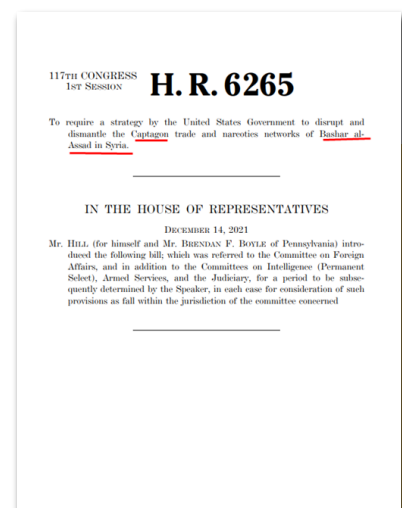 117TH CONGRESS
1ST SESSION
H. R. 6265
To require a strategy by the United States Government to disrupt and
dismantle the Captagon trade and narcotics networks of Bashar al-
Assad in Syria.
IN THE HOUSE OF REPRESENTATIVES
DECEMBER 14, 2021
Mr. HILL (for himself and Mr. BRENDAN F. BOYLE of Pennsylvania) intro-
duced the following bill; which was referred to the Committee on Foreign
Affairs, and in addition to the Committees on Intelligence (Permanent
Select), Armed Services, and the Judiciary, for a period to be subse-
quently determined by the Speaker, in each case for consideration of such
provisions as fall within the jurisdiction of the committee concerned